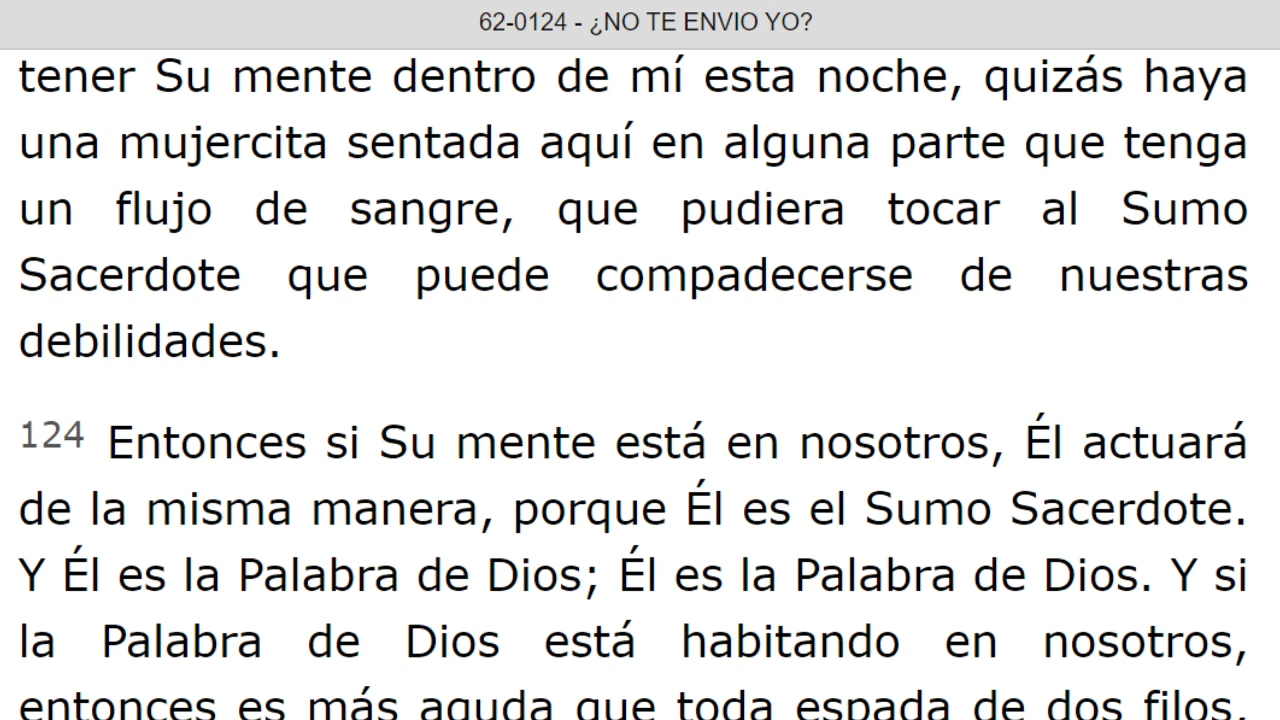 62-0124 - ¿NO TE ENVIO YO?
tener Su mente dentro de mí esta noche, quizás haya
una mujercita sentada aquí en alguna parte que tenga
un flujo de sangre, que pudiera tocar al Sumo
Sacerdote que puede compadecerse de nuestras
debilidades.
124 Entonces si Su mente está en nosotros, Él actuará
de la misma manera, porque Él es el Sumo Sacerdote.
Y Él es la Palabra de Dios; Él es la Palabra de Dios. Y si
la Palabra de Dios está habitando en nosotros,
entonces es más aguda que toda espada de dos filos,